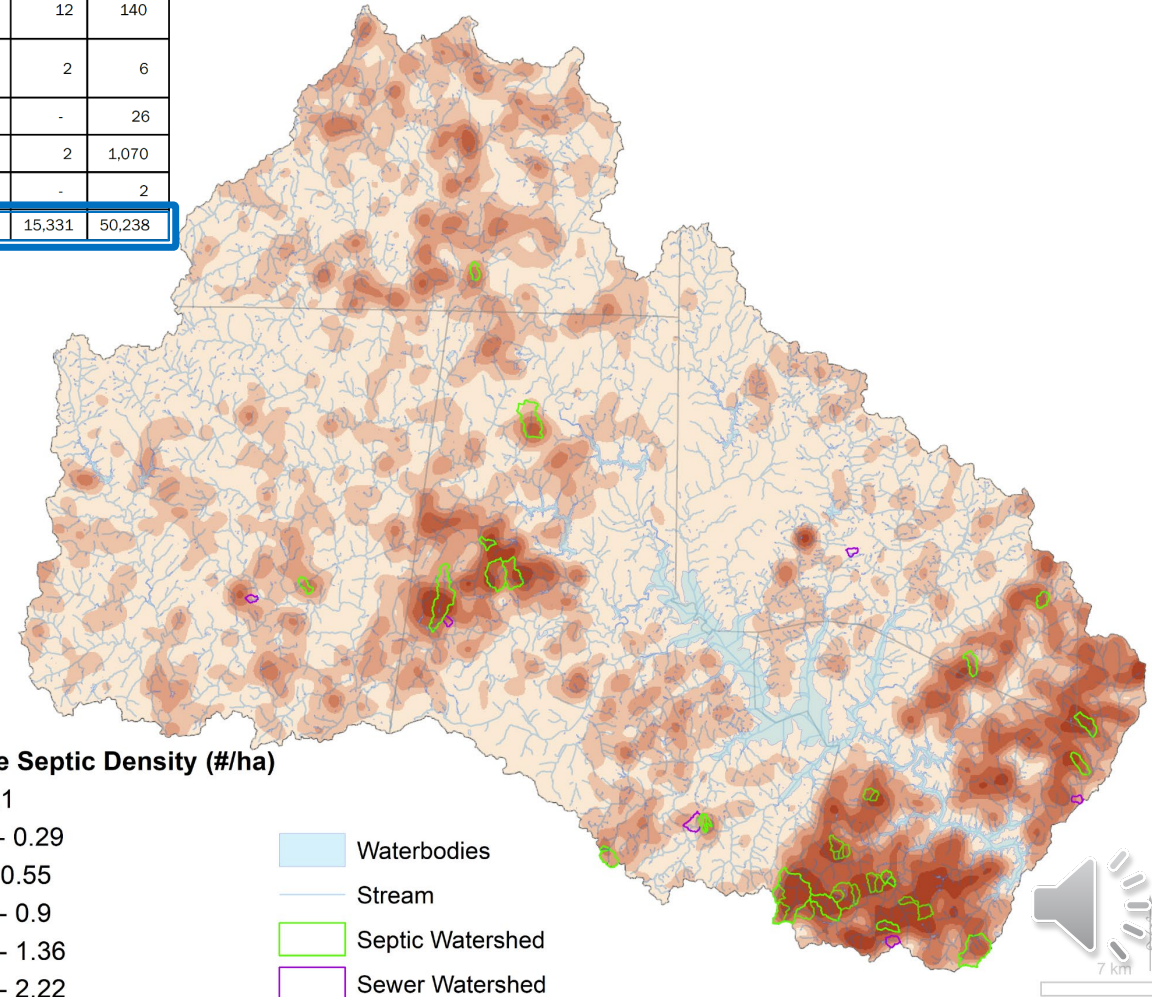 12 140
2 6
- 26
2 1,070
- 2
15,331 50,238
Septic Density (#/ha)
1
- 0.29
0.55
- 0.9
- 1.36
- 2.22
Waterbodies
Stream
Septic Watershed
Sewer Watershed
7 km